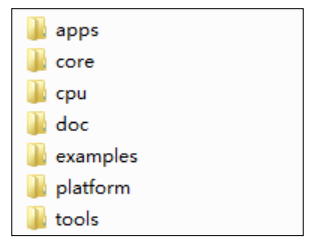 apps
core
cpu
doc
examples
platform
tools